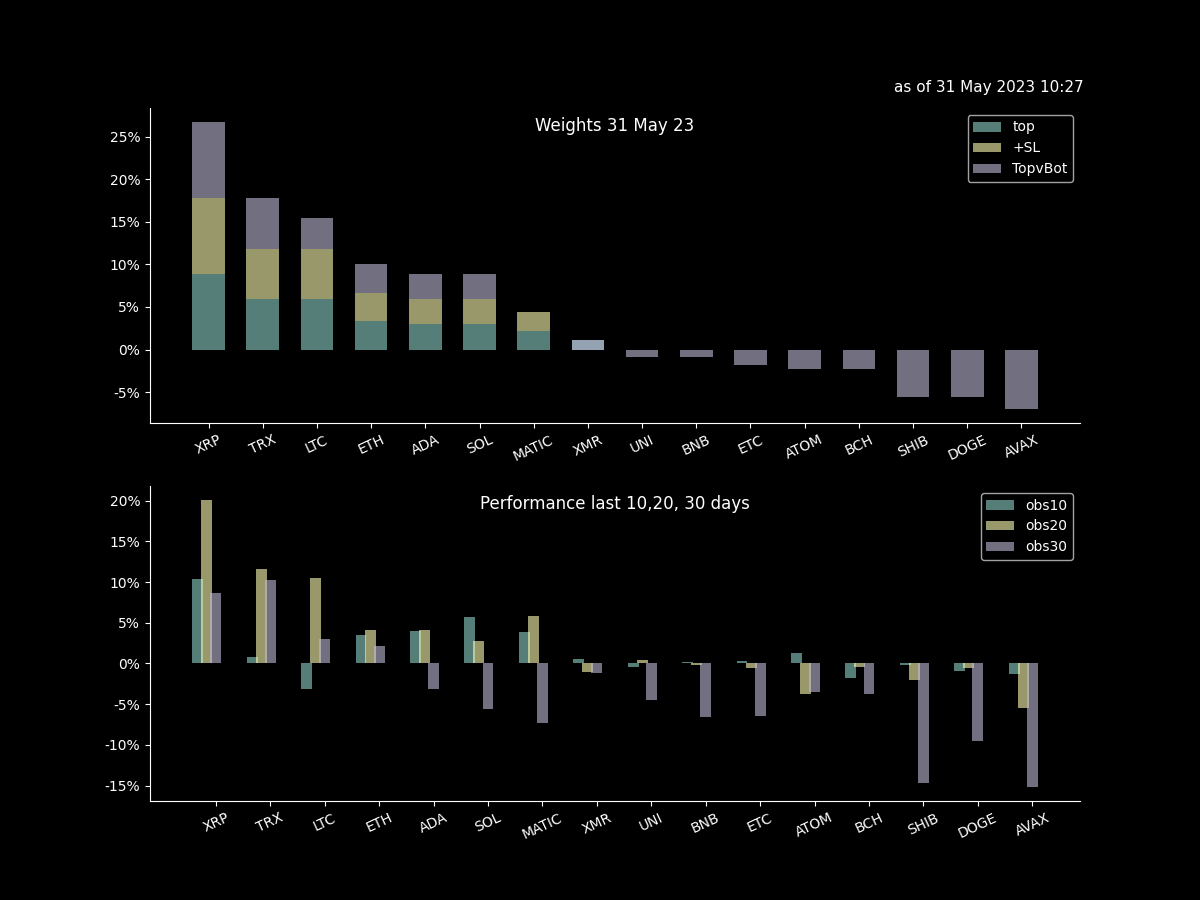 as of 31 May 2023 10:27
Weights 31 May 23
top
+SL
TopvBot
25%
20%
15%
10%
5%
0%
-5%
XRP TRX LTC ETH ADA SOL MATIC XMR UNI BNB ETC ATOM BCH SHIB DOGE AVAX
Performance last 10,20, 30 days
obs10
obs20
obs30
20%
15%
10%
5%
0%
-5%
-10%
-15%
XRP TRX LTC ETH ADA SOL MATIC XMR UNI BNB ETC ATOM BCH SHIB DOGE AVAX